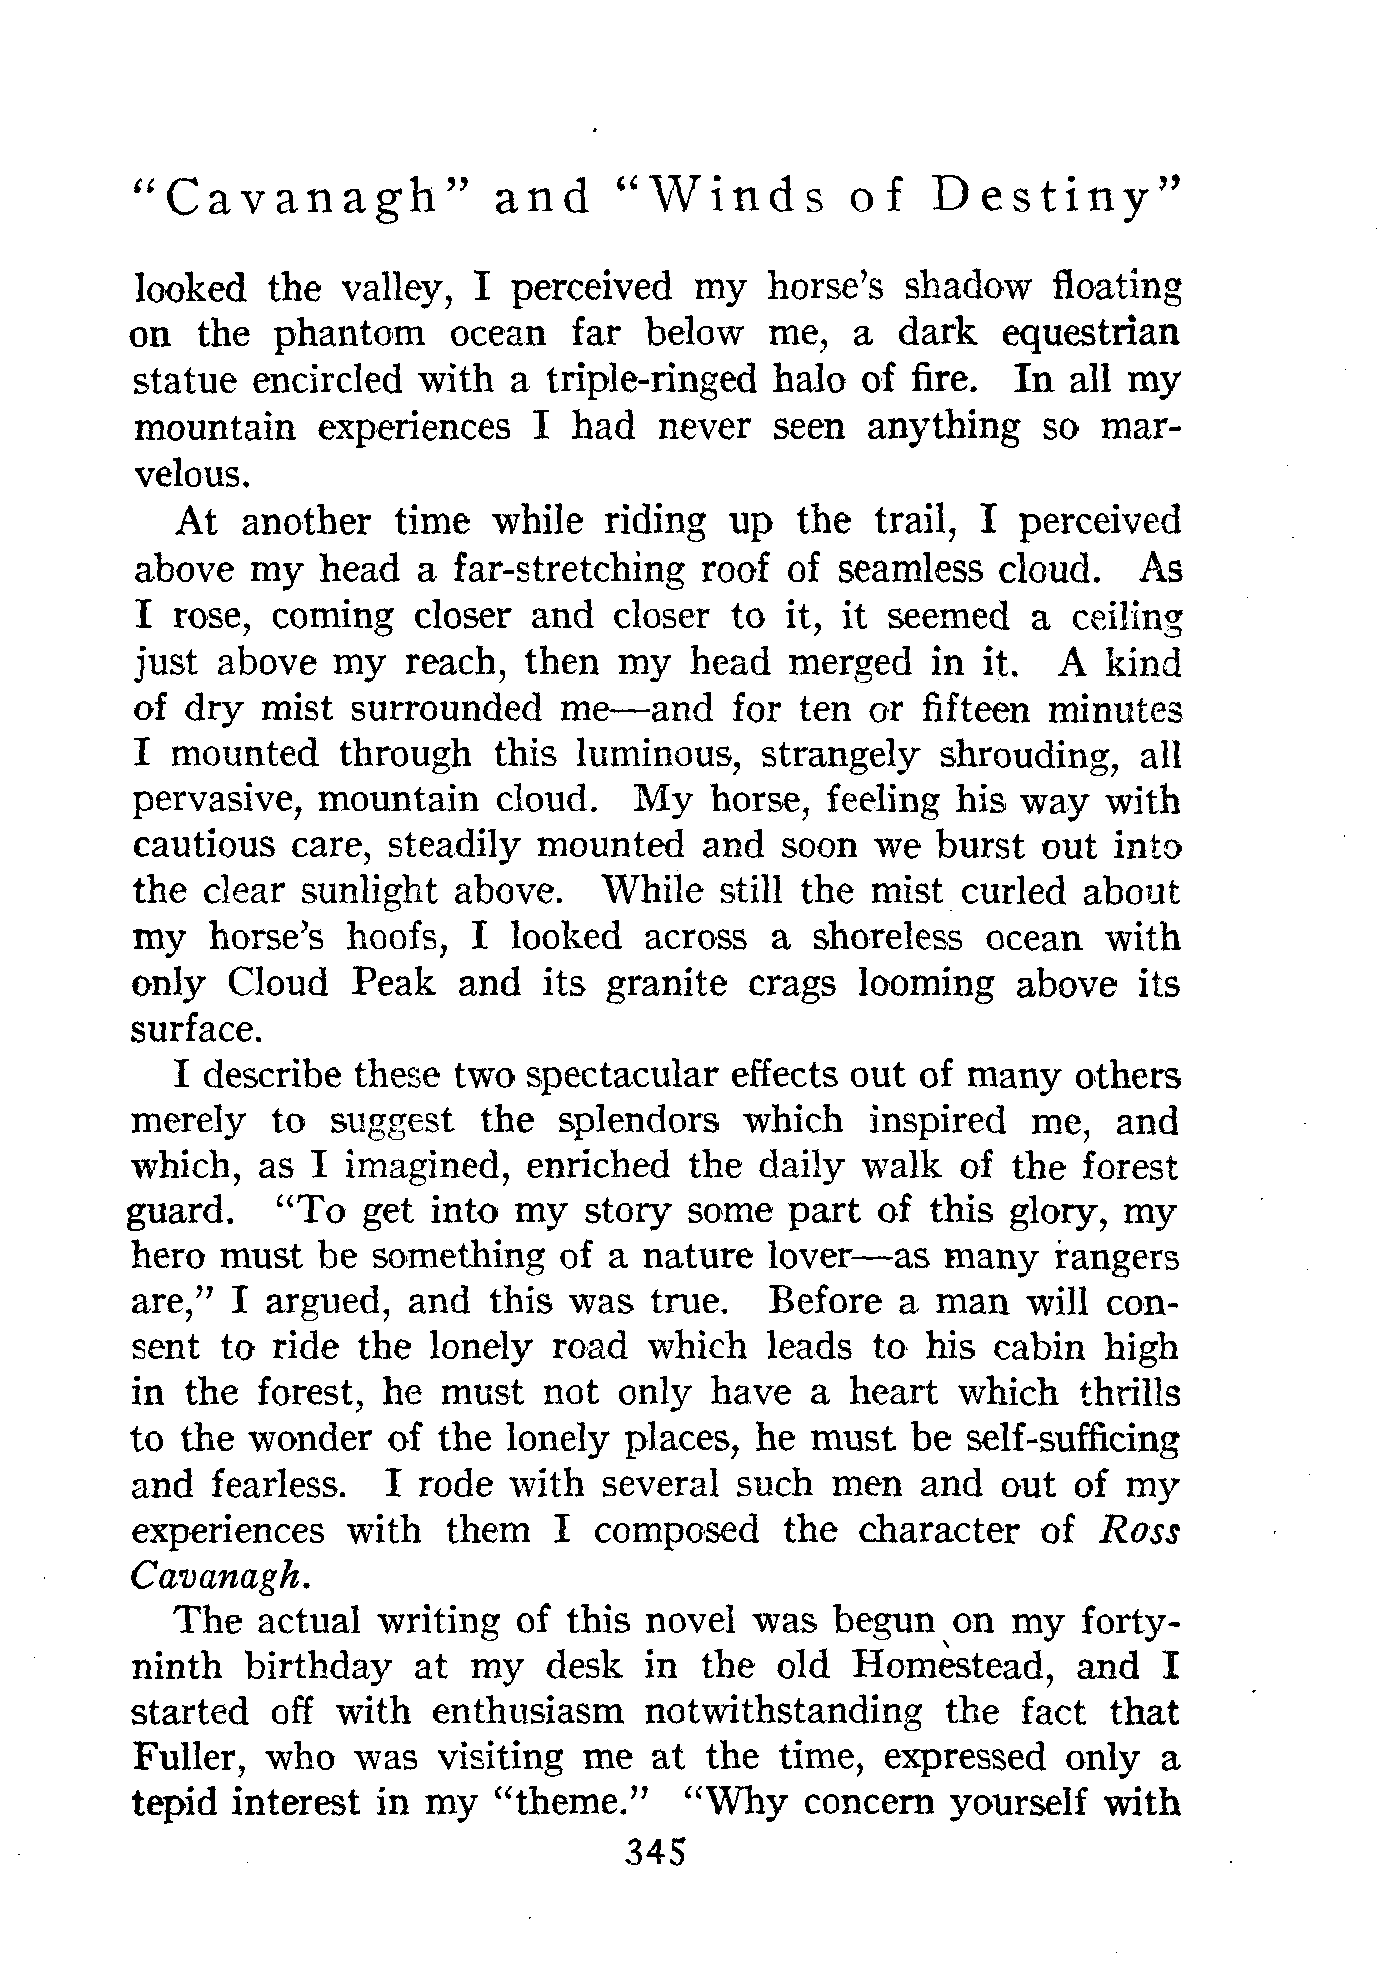 "Cavanagh" and "Winds of Destiny"
looked the valley, I perceived my horse's shadow floating
on the phantom ocean far below me, a dark equestrian
statue encircled with a triple-ringed halo of fire. In all my
mountain experiences I had never seen anything so mar-
velous.
At another time while riding up the trail, I perceived
above my head a far-stretching roof of seamless cloud. As
I rose, coming closer and closer to it, it seemed a ceiling
just above my reach, then my head merged in it. A kind
of dry mist surrounded me—and for ten or fifteen minutes
I mounted through this luminous, strangely shrouding, all
pervasive, mountain cloud. My horse, feeling his way with
cautious care, steadily mounted and soon we burst out into
the clear sunlight above. While still the mist curled about
my horse's hoofs, I looked across a shoreless ocean with
only Cloud Peak and its granite crags looming above its
surface.
I describe these two spectacular effects out of many others
merely to suggest the splendors which inspired me, and
which, as I imagined, enriched the daily walk of the forest
guard. "To get into my story some part of this glory, my
hero must be something of a nature lover—as many rangers
are," I argued, and this was true. Before a man will con-
sent to ride the lonely road which leads to his cabin high
in the forest, he must not only have a heart which thrills
to the wonder of the lonely places, he must be self-sufficing
and fearless. I rode with several such men and out of my
experiences with them I composed the character of Ross
Cavanagh.
The actual writing of this novel was begun on my forty-
ninth birthday at my desk in the old Homestead, and I
started off with enthusiasm notwithstanding the fact that
Fuller, who was visiting me at the time, expressed only a
tepid interest in my "theme." "Why concern yourself with
345